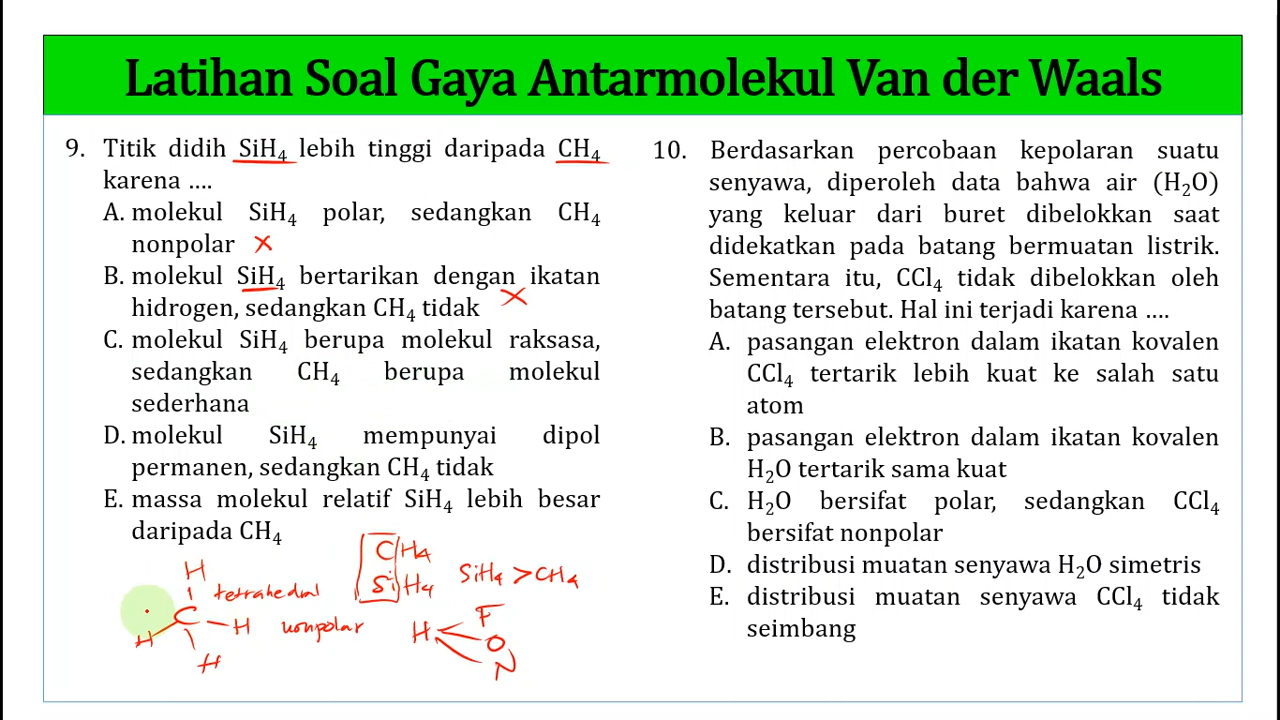 Latihan Soal Gaya Antarmolekul Van der Waals
9. Titik didih SiH₄ lebih tinggi daripada CH₄
karena ....
A. molekul SiH₄ polar, sedangkan CH₄
nonpolar ×
B. molekul SiH₄ bertarikan dengan ikatan
hidrogen, sedangkan CH₄ tidak ×
C. molekul SiH₄ berupa molekul raksasa,
sedangkan CH₄ berupa molekul
sederhana
D. molekul SiH₄ mempunyai dipol
permanen, sedangkan CH₄ tidak
E. massa molekul relatif SiH₄ lebih besar
daripada CH₄
H
C
H
H
H
tetrahedral
nonpolar
CH₄
SiH₄
SiH₄ > CH₄
H
F
O
N
10. Berdasarkan percobaan kepolaran suatu
senyawa, diperoleh data bahwa air (H₂O)
yang keluar dari buret dibelokkan saat
didekatkan pada batang bermuatan listrik.
Sementara itu, CCl₄ tidak dibelokkan oleh
batang tersebut. Hal ini terjadi karena ....
A. pasangan elektron dalam ikatan kovalen
CCl₄ tertarik lebih kuat ke salah satu
atom
B. pasangan elektron dalam ikatan kovalen
H₂O tertarik sama kuat
C. H₂O bersifat polar, sedangkan CCl₄
bersifat nonpolar
D. distribusi muatan senyawa H₂O simetris
E. distribusi muatan senyawa CCl₄ tidak
seimbang